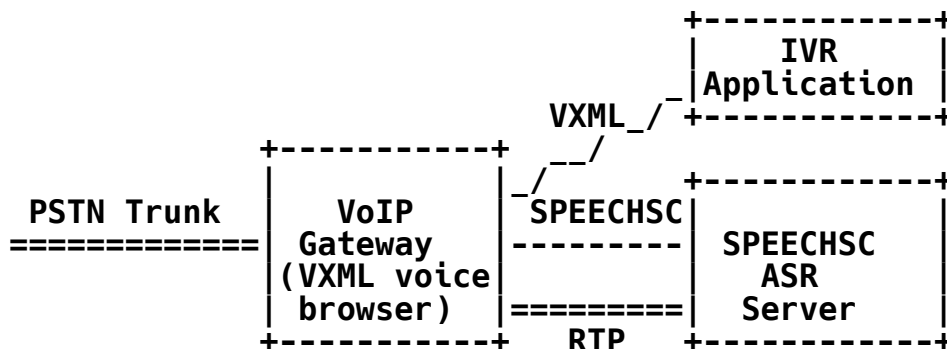 IVR
Application
VXML
PSTN Trunk VoIP SPEECHSC
Gateway SPEECHSC
(VXML voice ASR
browser) Server
RTP